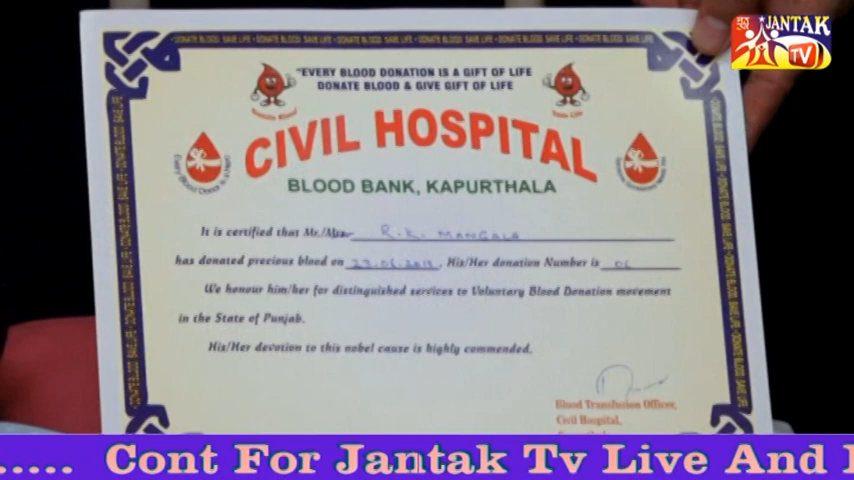 JANTAK
TV
DONATE BLOOD SAVE LIFE
"EVERY BLOOD DONATION IS A GIFT OF LIFE
DONATE BLOOD & GIVE GIFT OF LIFE
CIVIL HOSPITAL
BLOOD BANK, KAPURTHALA
It is certified that Mr./Mrs. R.K. MANGALA
has donated precious blood on His/Her donation Number is
We honour him/her for distinguished services to Voluntary Blood Donation movement
in the State of Punjab.
His/Her devotion to this nobel cause is highly commended.
Blood Transfusion Officer,
Civil Hospital,
..... Cont For Jantak Tv Live And